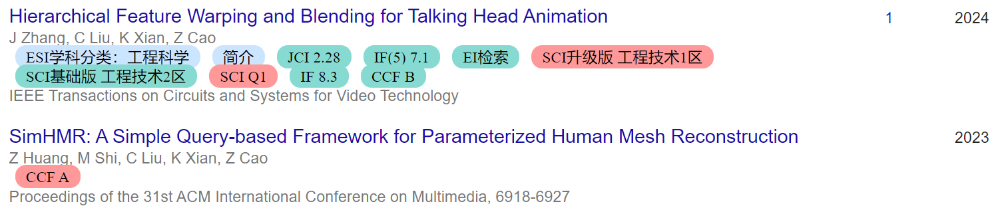 Hierarchical Feature Warping and Blending for Talking Head Animation 1 2024
J Zhang, C Liu, K Xian, Z Cao
ESI学科分类：工程科学 简介 JCI 2.28 IF(5) 7.1 EI检索 SCI升级版 工程技术1区
SCI基础版 工程技术2区 SCI Q1 IF 8.3 CCF B
IEEE Transactions on Circuits and Systems for Video Technology
SimHMR: A Simple Query-based Framework for Parameterized Human Mesh Reconstruction 2023
Z Huang, M Shi, C Liu, K Xian, Z Cao
CCF A
Proceedings of the 31st ACM International Conference on Multimedia, 6918-6927